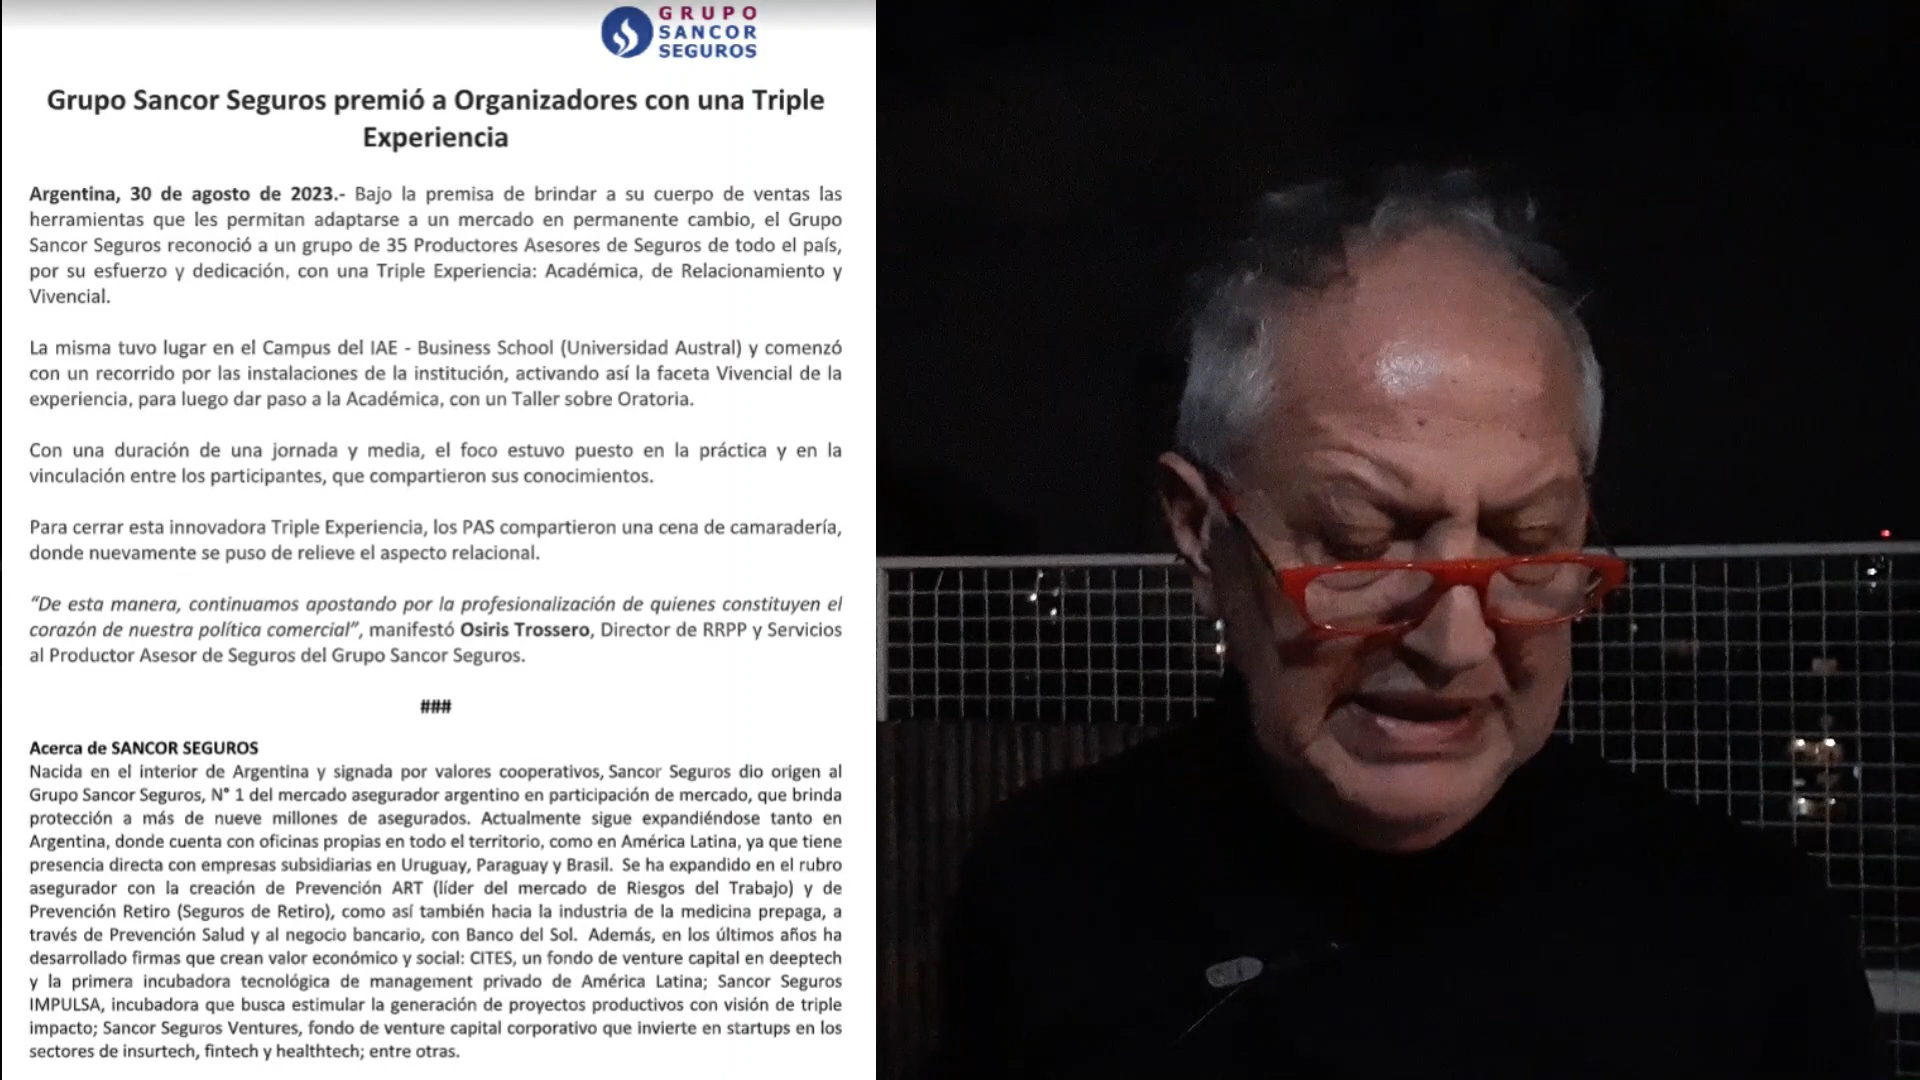 GRUPO
SANCOR
SEGUROS
Grupo Sancor Seguros premió a Organizadores con una Triple
Experiencia
Argentina, 30 de agosto de 2023.- Bajo la premisa de brindar a su cuerpo de ventas las
herramientas que les permitan adaptarse a un mercado en permanente cambio, el Grupo
Sancor Seguros reconoció a un grupo de 35 Productores Asesores de Seguros de todo el país,
por su esfuerzo y dedicación, con una Triple Experiencia: Académica, de Relacionamiento y
Vivencial.
La misma tuvo lugar en el Campus del IAE - Business School (Universidad Austral) y comenzó
con un recorrido por las instalaciones de la institución, activando así la faceta Vivencial de la
experiencia, para luego dar paso a la Académica, con un Taller sobre Oratoria.
Con una duración de una jornada y media, el foco estuvo puesto en la práctica y en la
vinculación entre los participantes, que compartieron sus conocimientos.
Para cerrar esta innovadora Triple Experiencia, los PAS compartieron una cena de camaradería,
donde nuevamente se puso de relieve el aspecto relacional.
“De esta manera, continuamos apostando por la profesionalización de quienes constituyen el
corazón de nuestra política comercial”, manifestó Osiris Trossero, Director de RRPP y Servicios
al Productor Asesor de Seguros del Grupo Sancor Seguros.
###
Acerca de SANCOR SEGUROS
Nacida en el interior de Argentina y signada por valores cooperativos, Sancor Seguros dio origen al
Grupo Sancor Seguros, N° 1 del mercado asegurador argentino en participación de mercado, que brinda
protección a más de nueve millones de asegurados. Actualmente sigue expandiéndose tanto en
Argentina, donde cuenta con oficinas propias en todo el territorio, como en América Latina, ya que tiene
presencia directa con empresas subsidiarias en Uruguay, Paraguay y Brasil. Se ha expandido en el rubro
asegurador con la creación de Prevención ART (líder del mercado de Riesgos del Trabajo) y de
Prevención Retiro (Seguros de Retiro), como así también hacia la industria de la medicina prepaga, a
través de Prevención Salud y al negocio bancario, con Banco del Sol. Además, en los últimos años ha
desarrollado firmas que crean valor económico y social: CITES, un fondo de venture capital en deeptech
y la primera incubadora tecnológica de management privado de América Latina; Sancor Seguros
IMPULSA, incubadora que busca estimular la generación de proyectos productivos con visión de triple
impacto; Sancor Seguros Ventures, fondo de venture capital corporativo que invierte en startups en los
sectores de insurtech, fintech y healthtech; entre otras.